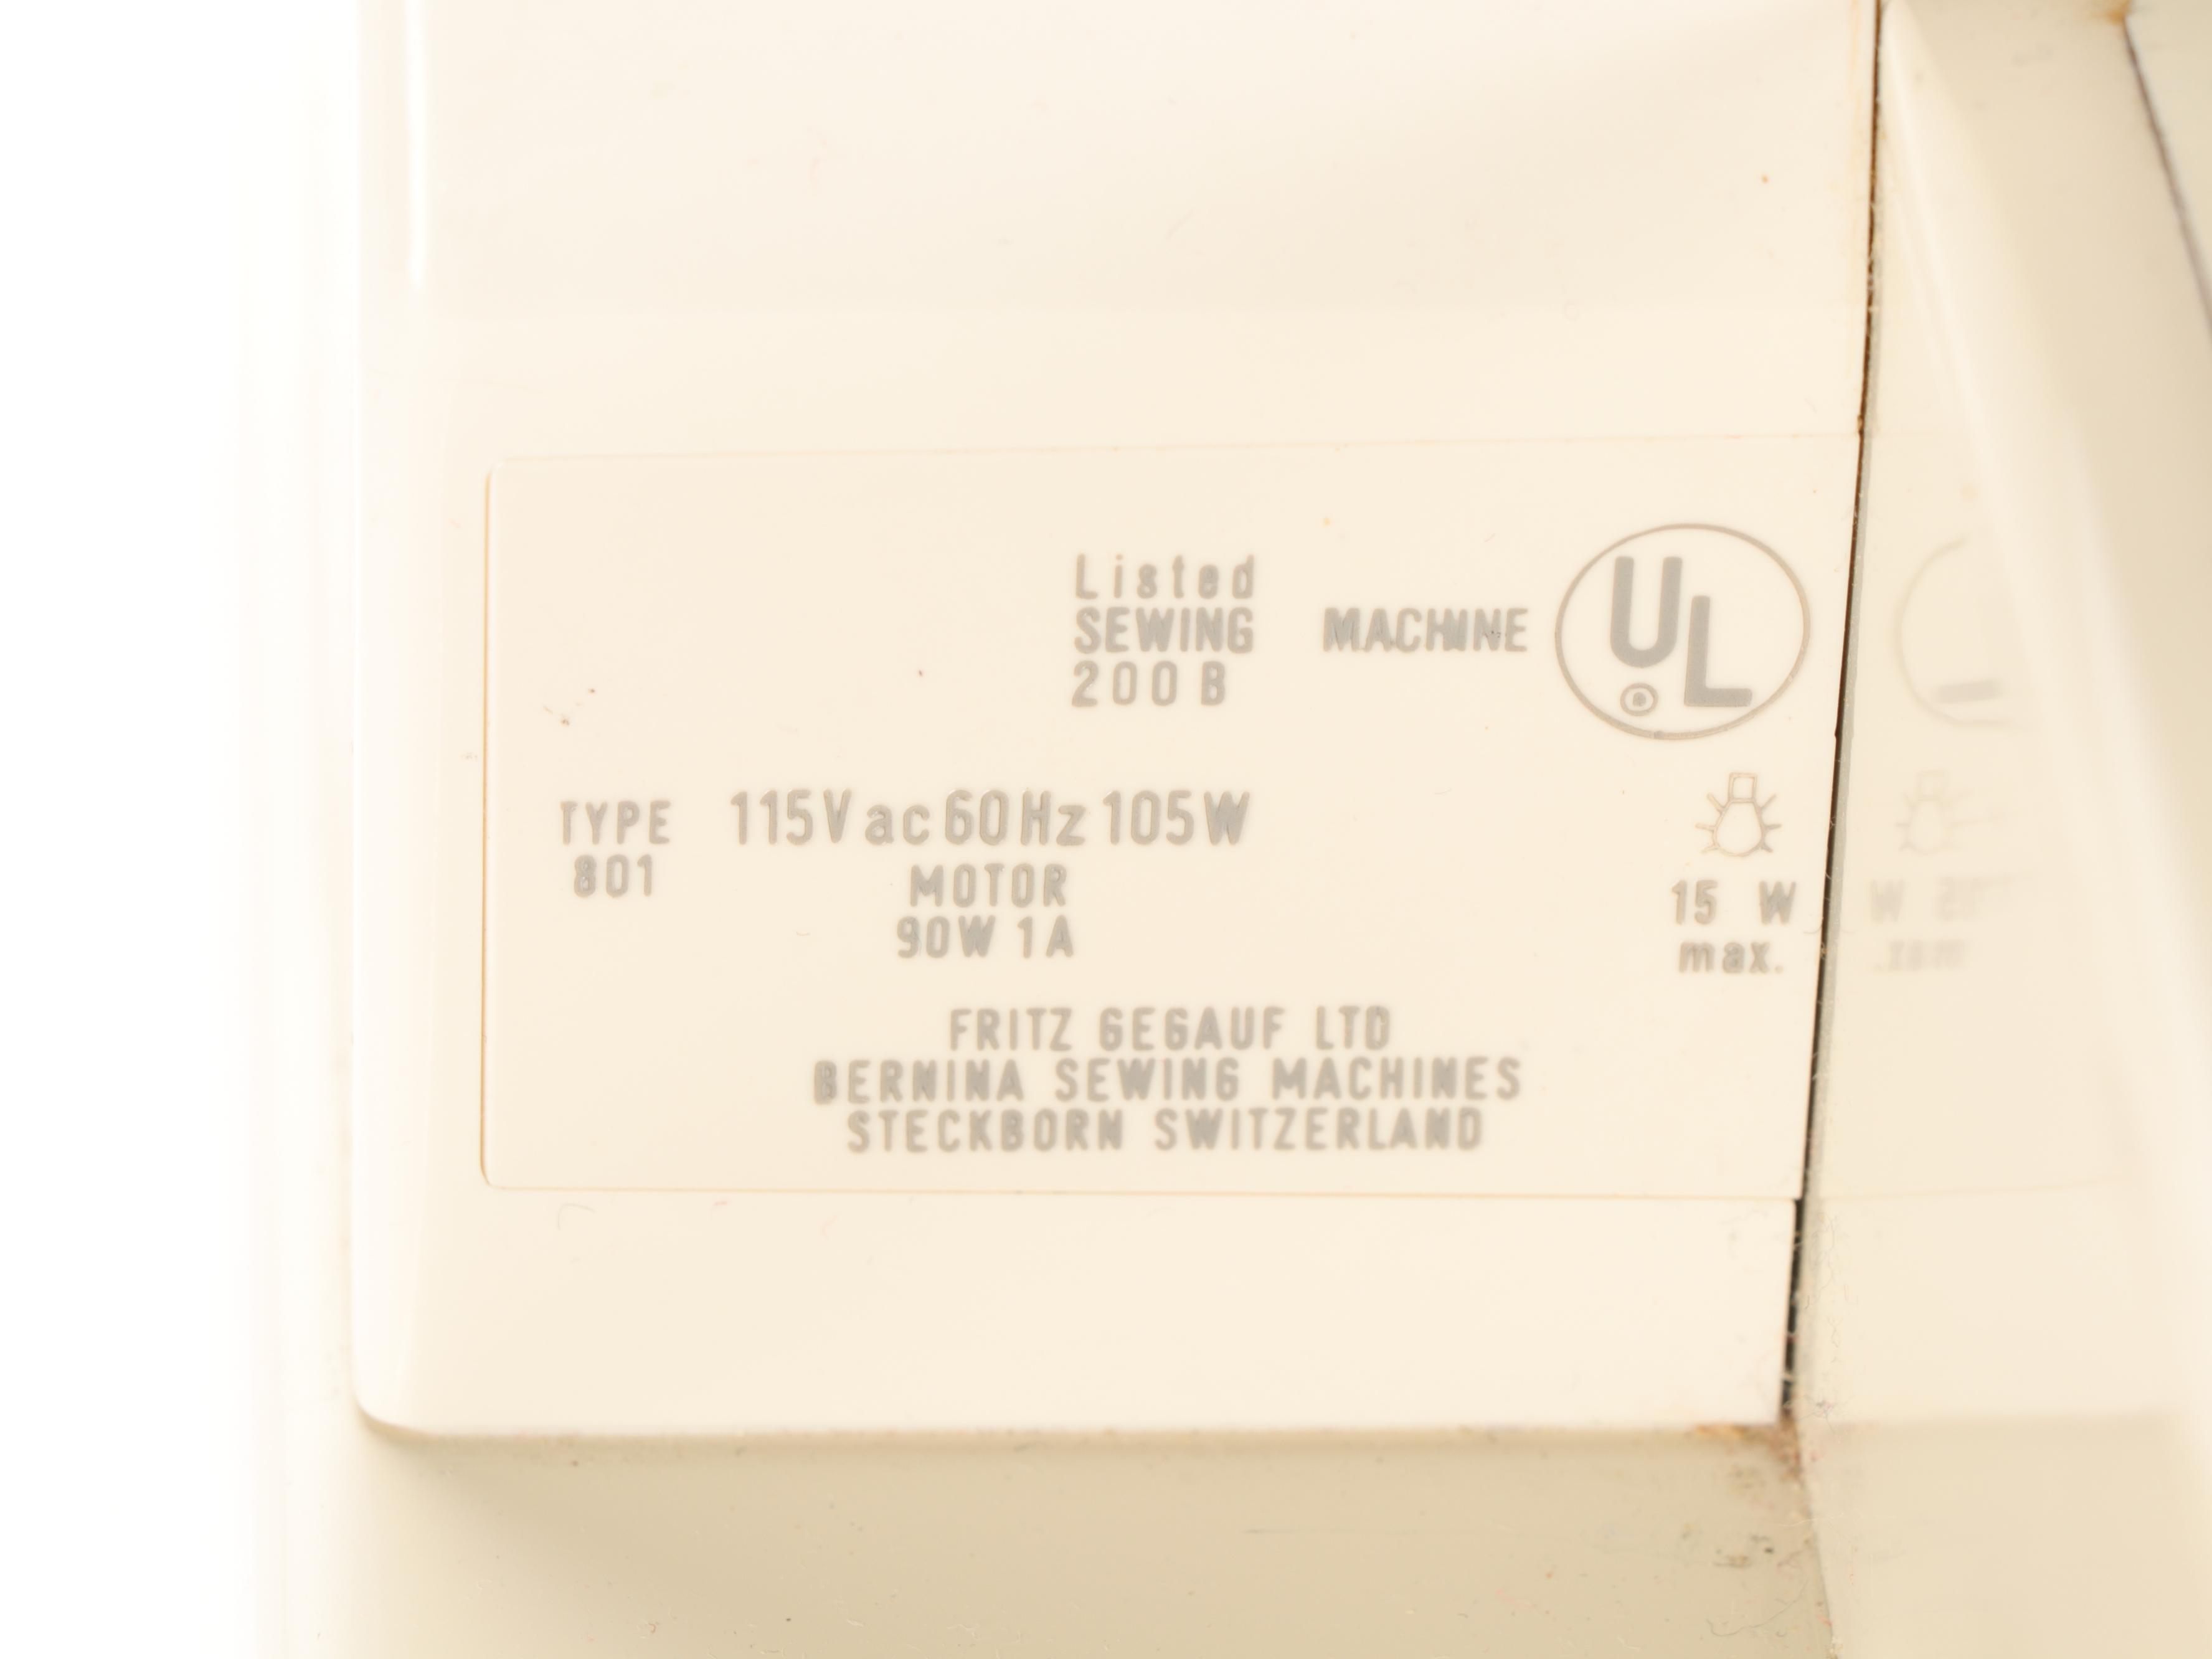 Listed
SEWING MACHINE
200 B
UL
®
TYPE 115V ac 60Hz 105W
801
MOTOR
90W 1A
15 W
max.
FRITZ GEGAUF LTD
BERNINA SEWING MACHINES
STECKBORN SWITZERLAND